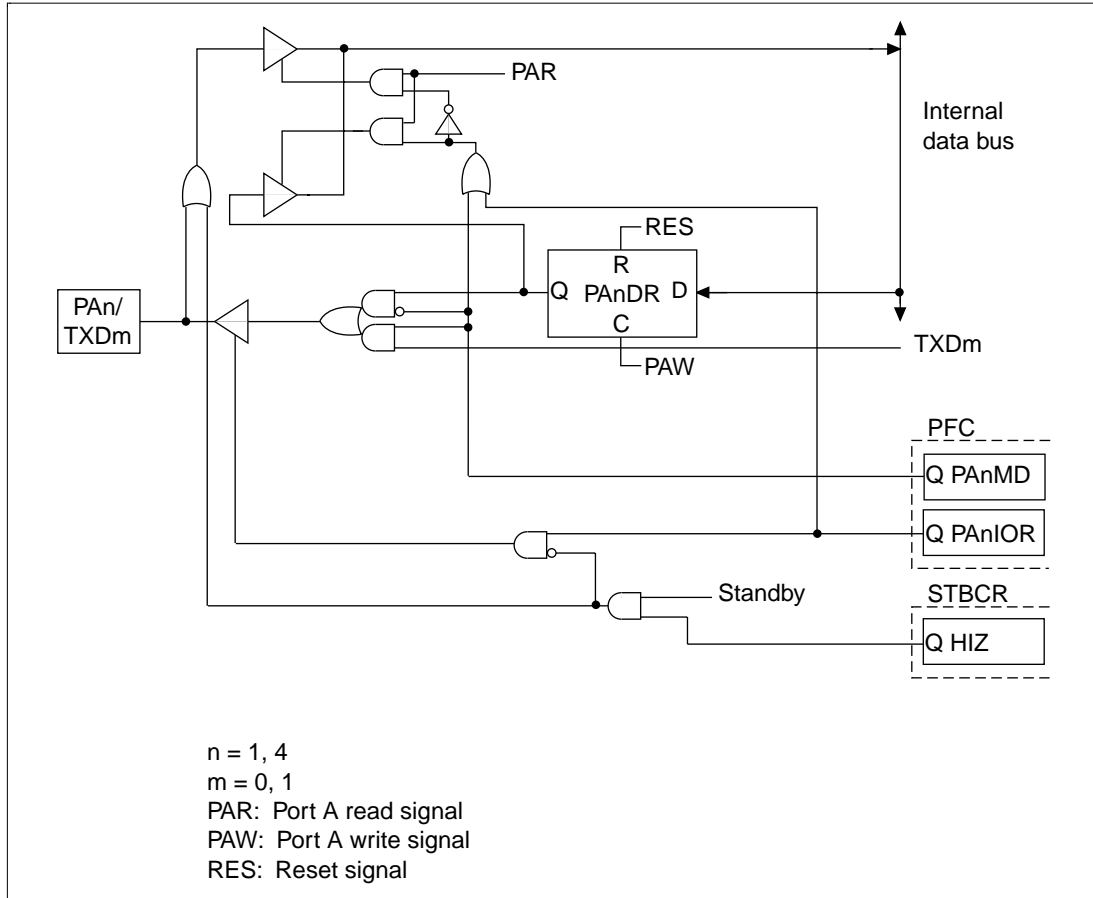 PAR
Internal
data bus
RES
R
Q PAnDR D
C
PAn/
TXDm
TXDm
PAW
PFC
Q PAnMD
Q PAnIOR
Standby
STBCR
Q HIZ
n = 1, 4
m = 0, 1
PAR: Port A read signal
PAW: Port A write signal
RES: Reset signal